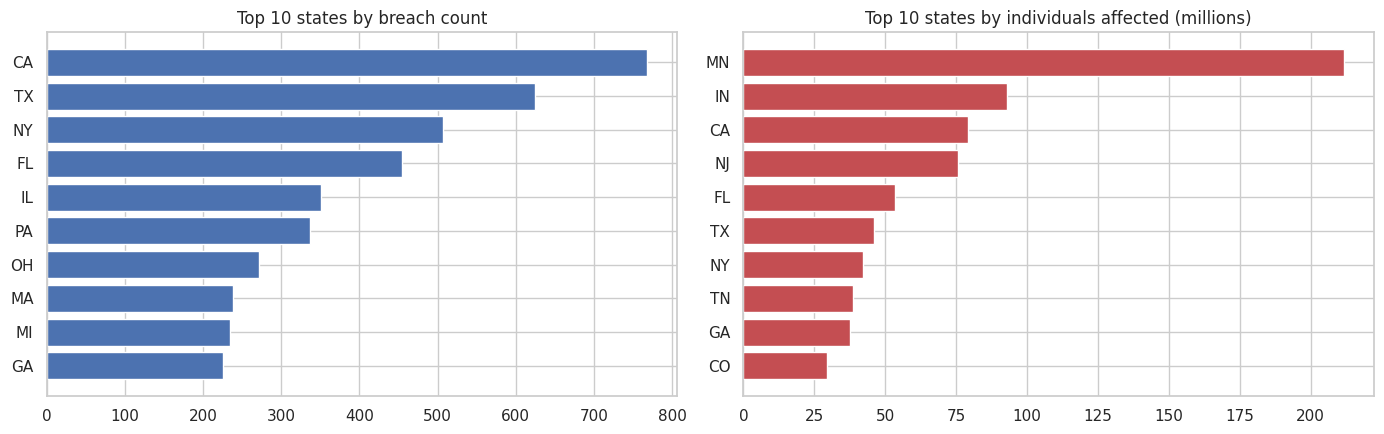 Top 10 states by breach count
CA
TX
NY
FL
IL
PA
OH
MA
MI
GA
0 100 200 300 400 500 600 700 800
Top 10 states by individuals affected (millions)
MN
IN
CA
NJ
FL
TX
NY
TN
GA
CO
0 25 50 75 100 125 150 175 200